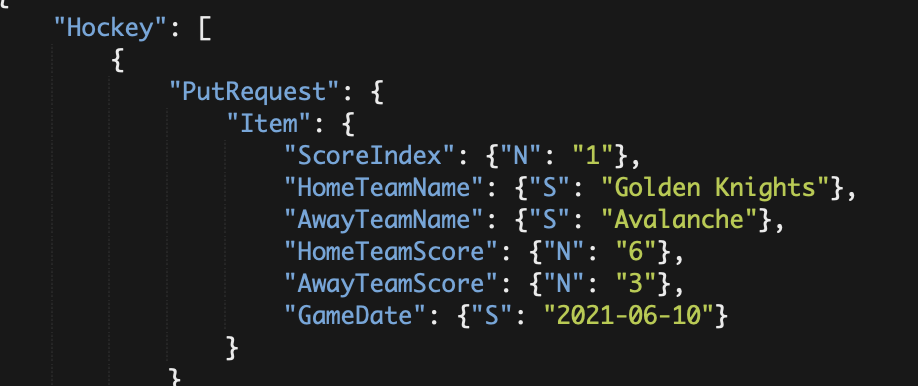 {
"Hockey": [
{
"PutRequest": {
"Item": {
"ScoreIndex": {"N": "1"},
"HomeTeamName": {"S": "Golden Knights"},
"AwayTeamName": {"S": "Avalanche"},
"HomeTeamScore": {"N": "6"},
"AwayTeamScore": {"N": "3"},
"GameDate": {"S": "2021-06-10"}
}
}